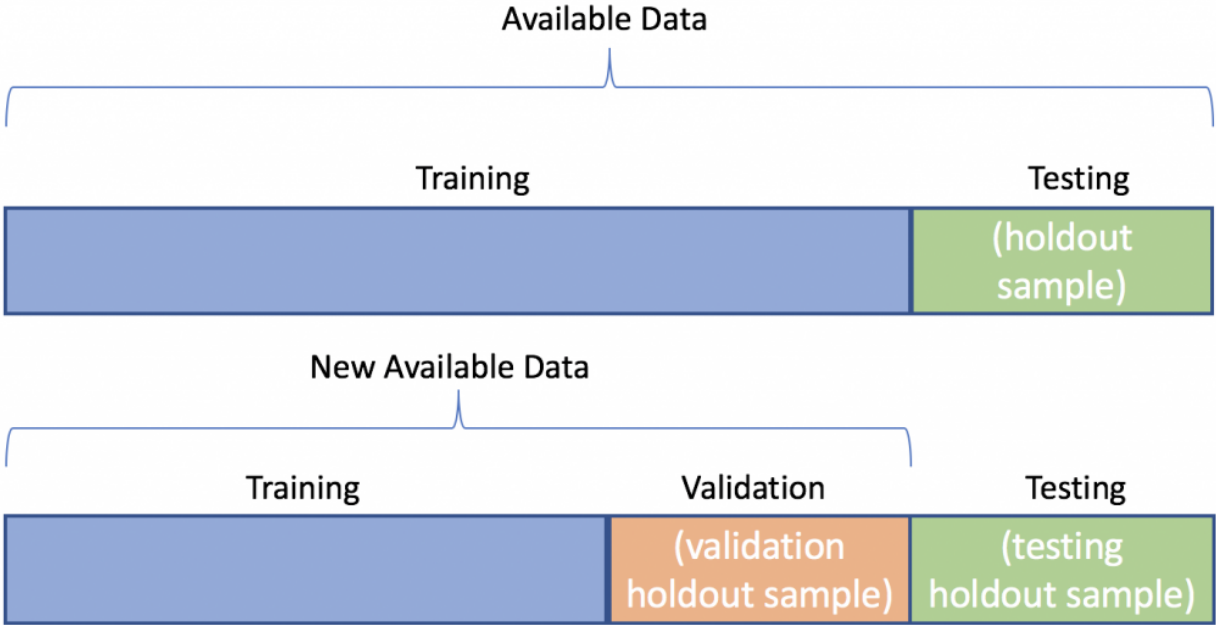 Available Data
Training
Testing
(holdout
sample)
New Available Data
Training
Validation
Testing
(validation
holdout sample)
(testing
holdout sample)